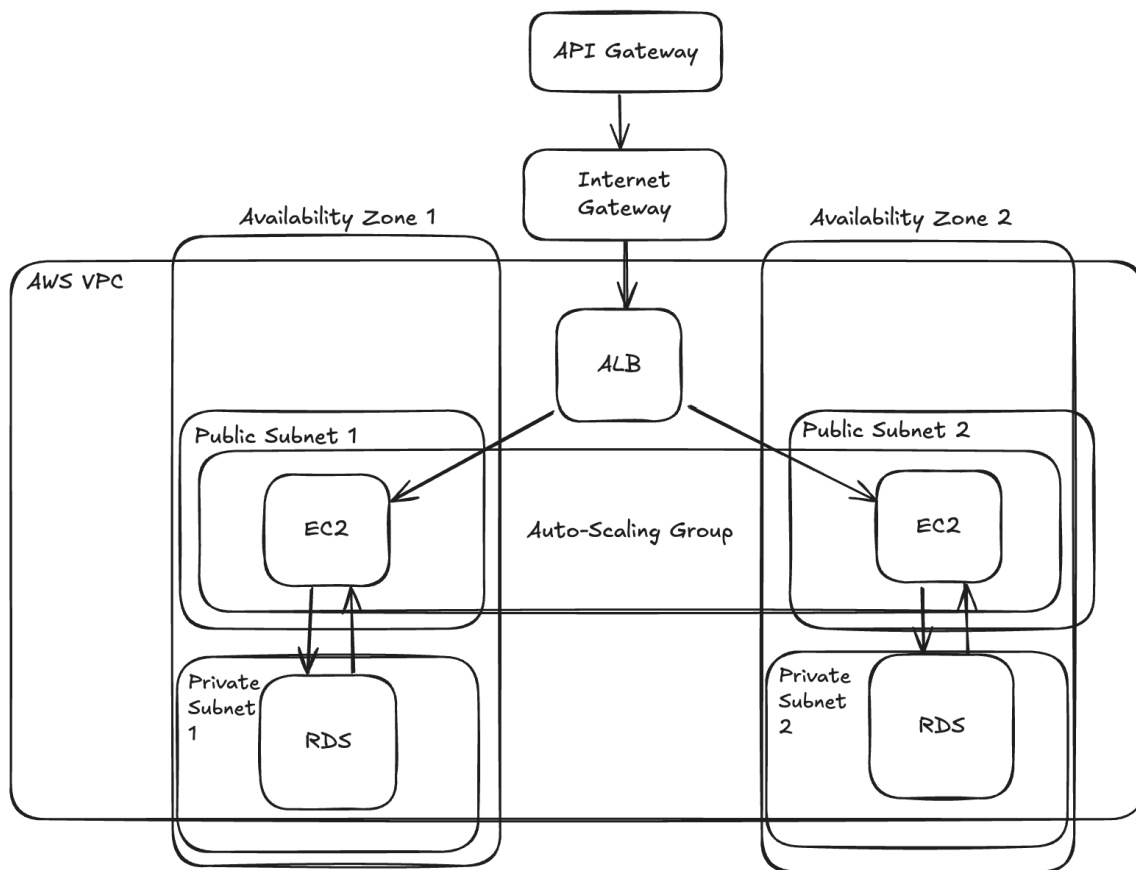 API Gateway
Internet
Gateway
Availability Zone 1
Availability Zone 2
AWS VPC
ALB
Public Subnet 1
Public Subnet 2
EC2
Auto-Scaling Group
EC2
Private
Subnet
1
RDS
Private
Subnet
2
RDS